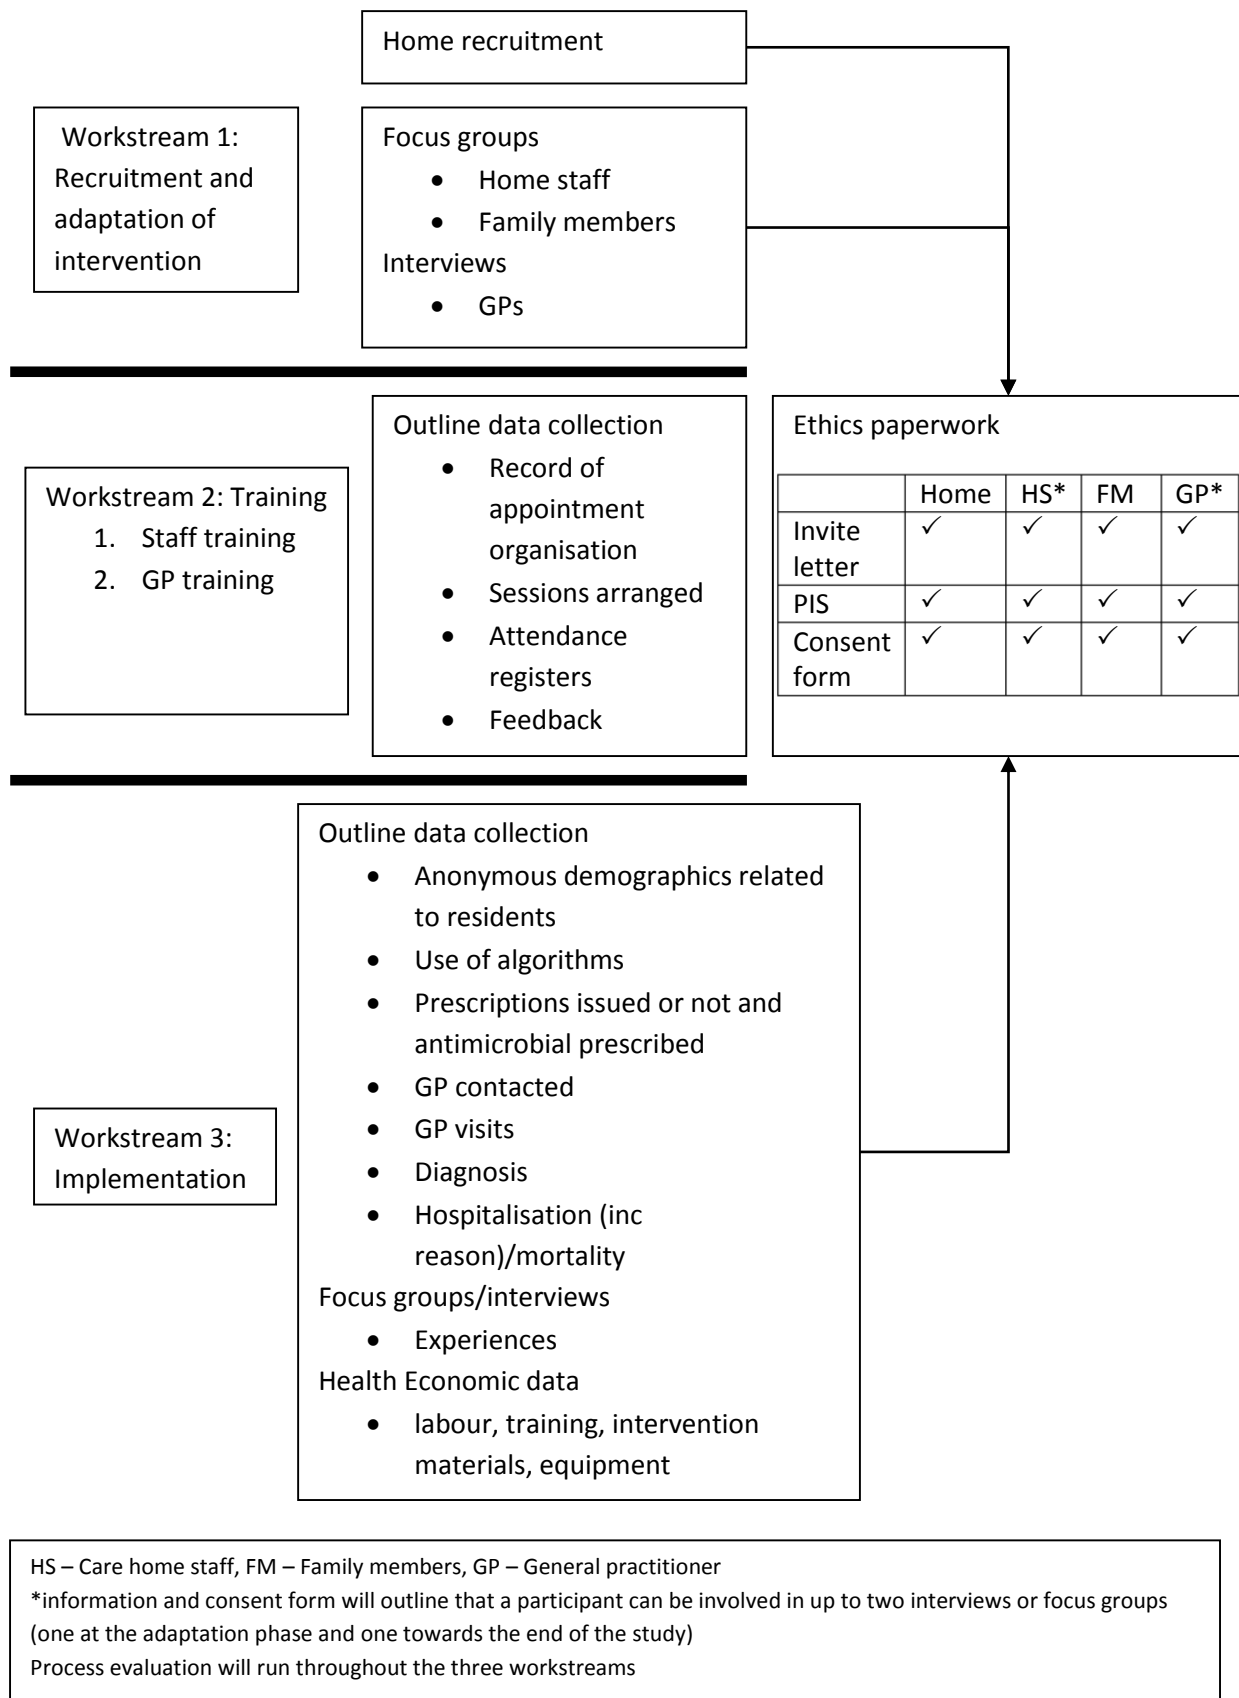 Home recruitment
Workstream 1:
Recruitment and
adaptation of
intervention
Focus groups
• Home staff
• Family members
Interviews
• GPs
Workstream 2: Training
1. Staff training
2. GP training
Outline data collection
• Record of
appointment
organisation
• Sessions arranged
• Attendance
registers
• Feedback
Ethics paperwork
Home HS* FM GP*
Invite
letter ✓ ✓ ✓ ✓
PIS ✓ ✓ ✓ ✓
Consent
form ✓ ✓ ✓ ✓
Workstream 3:
Implementation
Outline data collection
• Anonymous demographics related
to residents
• Use of algorithms
• Prescriptions issued or not and
antimicrobial prescribed
• GP contacted
• GP visits
• Diagnosis
• Hospitalisation (inc
reason)/mortality
Focus groups/interviews
• Experiences
Health Economic data
• labour, training, intervention
materials, equipment
HS – Care home staff, FM – Family members, GP – General practitioner
*information and consent form will outline that a participant can be involved in up to two interviews or focus groups
(one at the adaptation phase and one towards the end of the study)
Process evaluation will run throughout the three workstreams